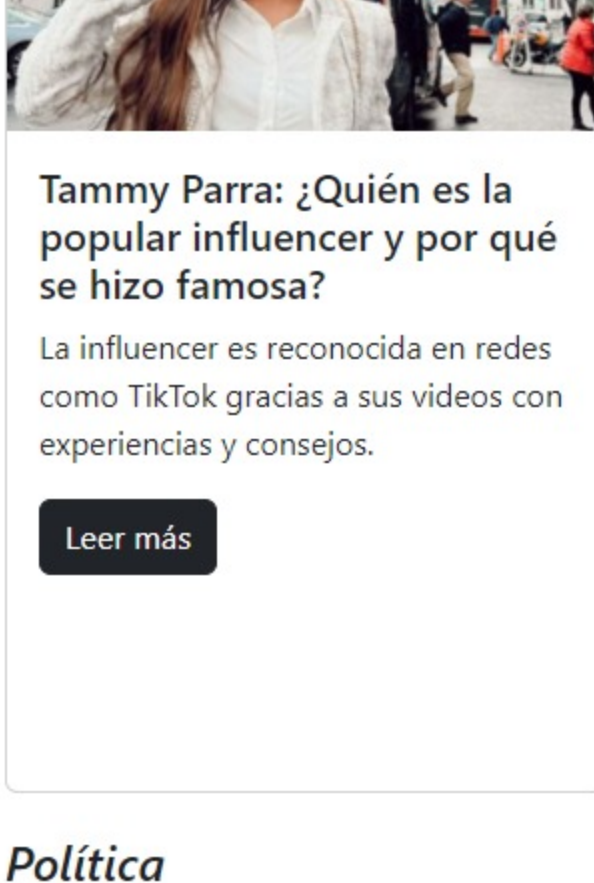 Tammy Parra: ¿Quién es la
popular influencer y por qué
se hizo famosa?
La influencer es reconocida en redes
como TikTok gracias a sus videos con
experiencias y consejos.
Leer más
Política